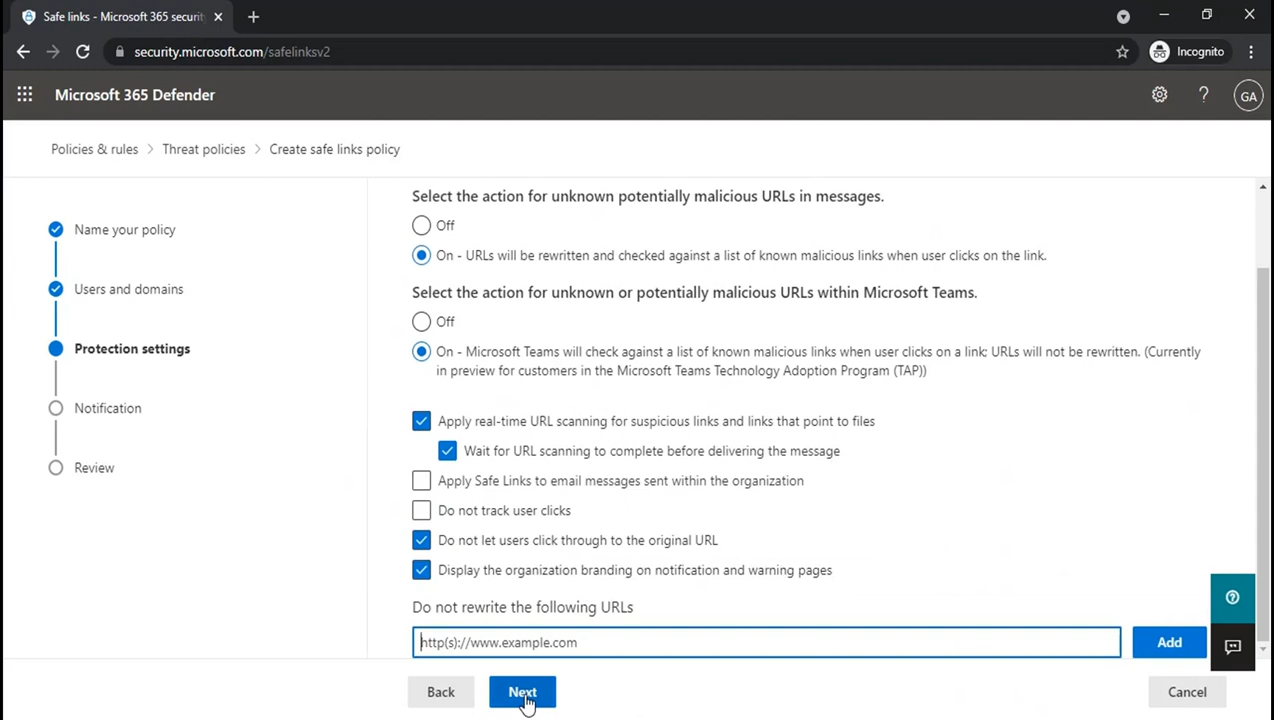 Safe links - Microsoft 365 securit
security.microsoft.com/safelinksv2
Incognito
Microsoft 365 Defender
GA
Policies & rules > Threat policies > Create safe links policy
Name your policy
Users and domains
Protection settings
Notification
Review
Select the action for unknown potentially malicious URLs in messages.
Off
On - URLs will be rewritten and checked against a list of known malicious links when user clicks on the link.
Select the action for unknown or potentially malicious URLs within Microsoft Teams.
Off
On - Microsoft Teams will check against a list of known malicious links when user clicks on a link; URLs will not be rewritten. (Currently
in preview for customers in the Microsoft Teams Technology Adoption Program (TAP))
Apply real-time URL scanning for suspicious links and links that point to files
Wait for URL scanning to complete before delivering the message
Apply Safe Links to email messages sent within the organization
Do not track user clicks
Do not let users click through to the original URL
Display the organization branding on notification and warning pages
Do not rewrite the following URLs
http(s)://www.example.com
Add
Back
Next
Cancel